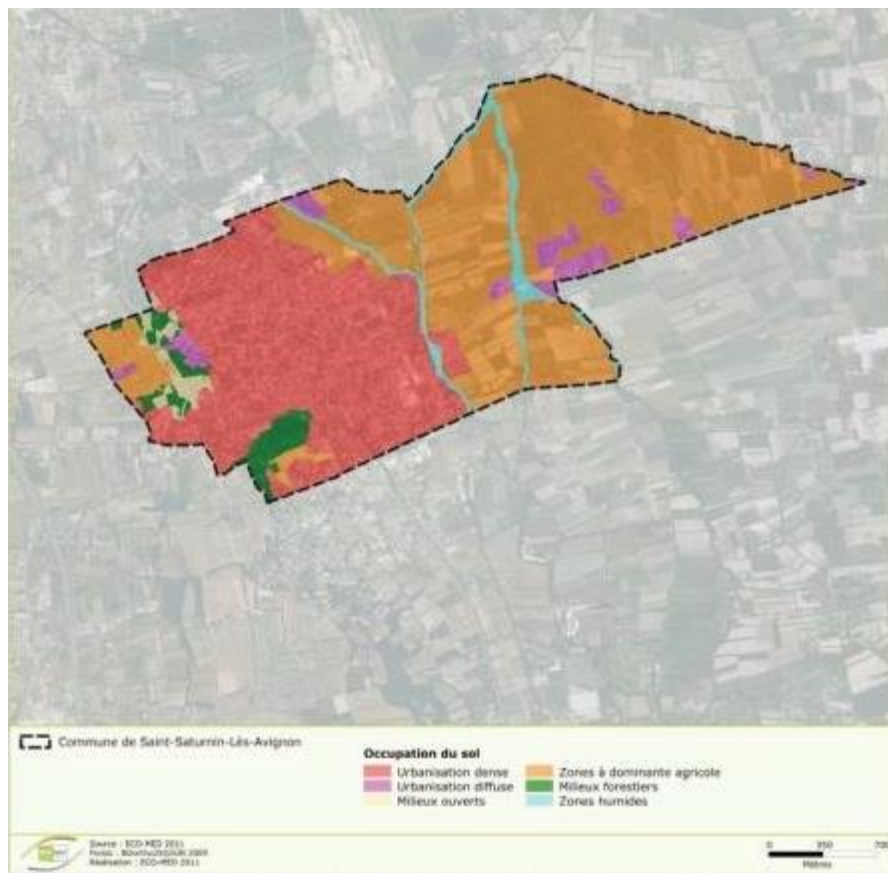 Commune de Saint-Saturnin-Lès-Avignon
Occupation du sol
Urbanisation dense
Urbanisation diffuse
Milieux ouverts
Zones à dominante agricole
Milieux forestiers
Zones humides
Source : ECO-MED 2011
Réalisation : ECO-MED 2011
0 350 700
Mètres